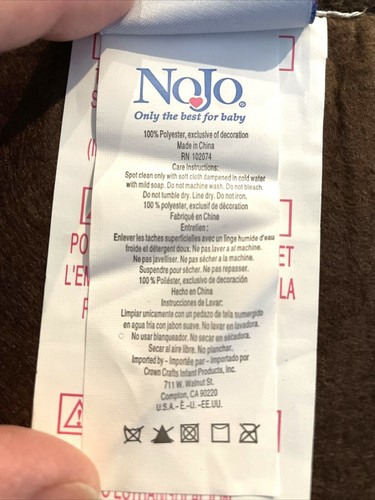 NoJo®
Only the best for baby
100% Polyester, exclusive of decoration
Made in China
RN 102074
Care Instructions:
Spot clean only with soft cloth dampened in cold water
with mild soap. Do not machine wash. Do not bleach.
Do not tumble dry. Line dry. Do not iron.
100 % polyester, exclusif de décoration
Fabriqué en Chine
Entretien :
Enlever les taches superficielles avec un linge humide d'eau
froide et détergent doux. Ne pas laver a al machine.
Ne pas javelliser. Ne pas sécher a la machine.
Suspendre pour sécher. Ne pas repasser.
100 % Poliéster, exclusivo de decoración
Hecho en China
Instrucciones de Lavar:
Limpiar unicamente con un pedazo de tela sumergido
en agua fria con jabon suave. No lavar en lavadora.
No usar blanqueador. No secar en secadora.
Secar al aire libre. No planchar.
Imported by - Importée par - Importado por
Crown Crafts Infant Products, Inc.
711 W. Walnut St.
Compton, CA 90220
U.S.A.-É.-U.-EE.UU.
PO
ET
L'EM
LA